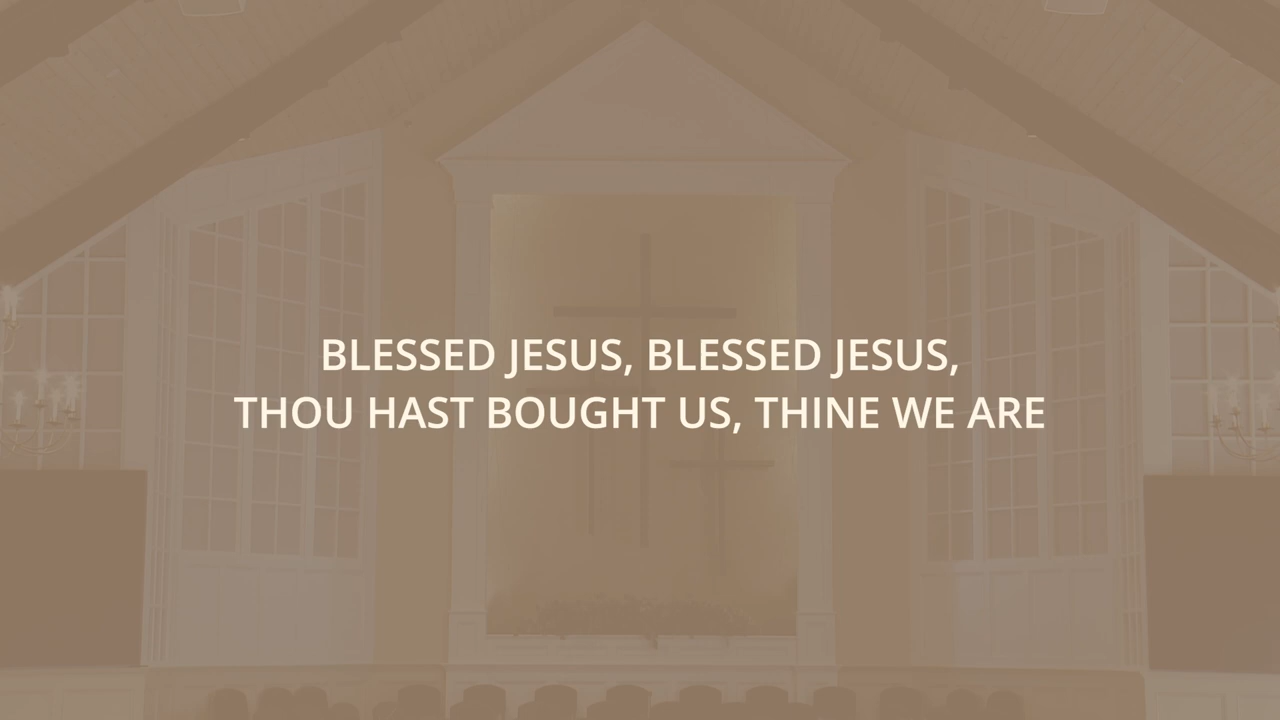 BLESSED JESUS, BLESSED JESUS,
THOU HAST BOUGHT US, THINE WE ARE